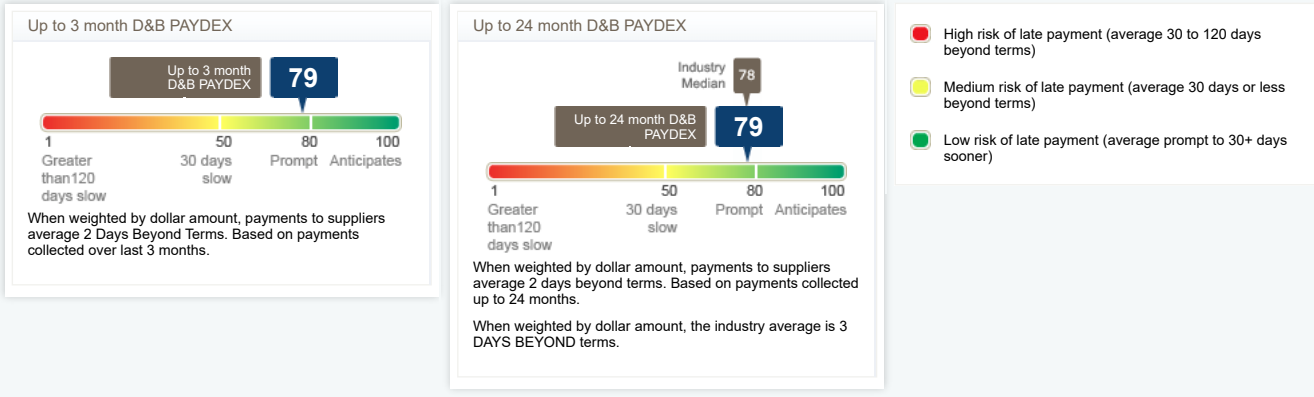 Up to 3 month D&B PAYDEX
Up to 3 month
D&B PAYDEX
79
1
50
80
100
Greater
than120
days slow
30 days
slow
Prompt
Anticipates
When weighted by dollar amount, payments to suppliers
average 2 Days Beyond Terms. Based on payments
collected over last 3 months.
Up to 24 month D&B PAYDEX
Industry
Median
78
Up to 24 month D&B
PAYDEX
79
1
50
80
100
Greater
than120
days slow
30 days
slow
Prompt
Anticipates
When weighted by dollar amount, payments to suppliers
average 2 days beyond terms. Based on payments collected
up to 24 months.
When weighted by dollar amount, the industry average is 3
DAYS BEYOND terms.
High risk of late payment (average 30 to 120 days
beyond terms)
Medium risk of late payment (average 30 days or less
beyond terms)
Low risk of late payment (average prompt to 30+ days
sooner)